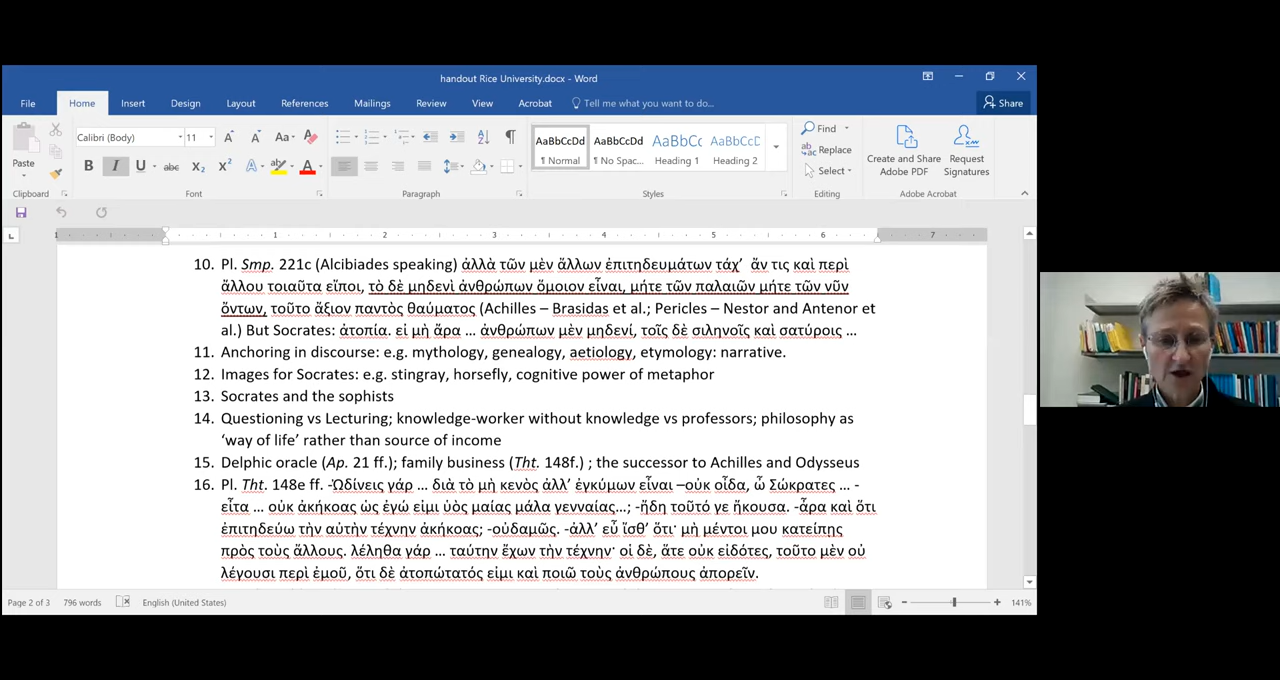 handout Rice University.docx - Word
File Home Insert Design Layout References Mailings Review View Acrobat Tell me what you want to do... Share
Calibri (Body) 11 Aa AaBbCcDd AaBbCcDd AaBbCc AaBbCcD Find
Paste B I U abc X₂ X² A A ¶ Normal ¶ No Spac... Heading 1 Heading 2 Replace Create and Share Request
Select Adobe PDF Signatures
Clipboard Font Paragraph Styles Editing Adobe Acrobat
1 1 2 3 4 5 6 7
10. Pl. Smp. 221c (Alcibiades speaking) ἀλλὰ τῶν μὲν ἄλλων ἐπιτηδευμάτων τάχ’ ἄν τις καὶ περὶ
ἄλλου τοιαῦτα εἴποι, τὸ δὲ μηδενὶ ἀνθρώπων ὅμοιον εἶναι, μήτε τῶν παλαιῶν μήτε τῶν νῦν
ὄντων, τοῦτο ἄξιον παντὸς θαύματος (Achilles – Brasidas et al.; Pericles – Nestor and Antenor et
al.) But Socrates: ἀτοπία. εἰ μὴ ἄρα … ἀνθρώπων μὲν μηδενί, τοῖς δὲ σιληνοῖς καὶ σατύροις …
11. Anchoring in discourse: e.g. mythology, genealogy, aetiology, etymology: narrative.
12. Images for Socrates: e.g. stingray, horsefly, cognitive power of metaphor
13. Socrates and the sophists
14. Questioning vs Lecturing; knowledge-worker without knowledge vs professors; philosophy as
‘way of life’ rather than source of income
15. Delphic oracle (Ap. 21 ff.); family business (Tht. 148f.) ; the successor to Achilles and Odysseus
16. Pl. Tht. 148e ff. -Ὠδίνεις γάρ … διὰ τὸ μὴ κενὸς ἀλλ’ ἐγκύμων εἶναι –οὐκ οἶδα, ὦ Σώκρατες … -
εἶτα … οὐκ ἀκήκοας ὡς ἐγώ εἰμι ὑὸς μαίας μάλα γενναίας…; -ἤδη τοῦτό γε ἤκουσα. -ἆρα καὶ ὅτι
ἐπιτηδεύω τὴν αὐτὴν τέχνην ἀκήκοας; -οὐδαμῶς. -ἀλλ’ εὖ ἴσθ’ ὅτι· μὴ μέντοι μου κατείπῃς
πρὸς τοὺς ἄλλους. λέληθα γάρ … ταύτην ἔχων τὴν τέχνην· οἱ δέ, ἅτε οὐκ εἰδότες, τοῦτο μὲν οὐ
λέγουσι περὶ ἐμοῦ, ὅτι δὲ ἀτοπώτατός εἰμι καὶ ποιῶ τοὺς ἀνθρώπους ἀπορεῖν.
Page 2 of 3 796 words English (United States) 141%